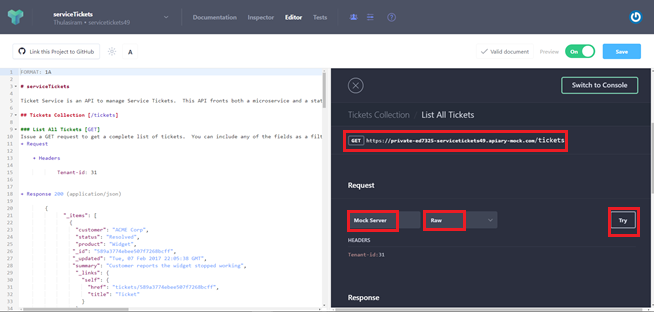 serviceTickets
Thulasiram • servicetickets49
Documentation
Inspector
Editor
Tests
Link this Project to GitHub
A
Valid document
Preview
On
Save
1 FORMAT: 1A
2
3 # serviceTickets
4
5 Ticket Service is an API to manage Service Tickets. This API fronts both a microservice and a stat
6
7 ## Tickets Collection [/tickets]
8
9 ### List All Tickets [GET]
10 Issue a GET request to get a complete list of tickets. You can include any of the fields as a filt
11 + Request
12
13 + Headers
14
15 Tenant-id: 31
16
17
18 + Response 200 (application/json)
19
20 {
21 "_items": [
22 {
23 "customer": "ACME Corp",
24 "status": "Resolved",
25 "product": "Widget",
26 "_id": "589a3774ebee507f7268bcff",
27 "_updated": "Tue, 07 Feb 2017 22:05:38 GMT",
28 "summary": "Customer reports the widget stopped working",
29 "_links": {
30 "self": {
31 "href": "tickets/589a3774ebee507f7268bcff",
32 "title": "Ticket"
33 }
Switch to Console
Tickets Collection / List All Tickets
GET https://private-ed7325-servicetickets49.apiary-mock.com/tickets
Request
Mock Server
Raw
Try
HEADERS
Tenant-id:31
Response